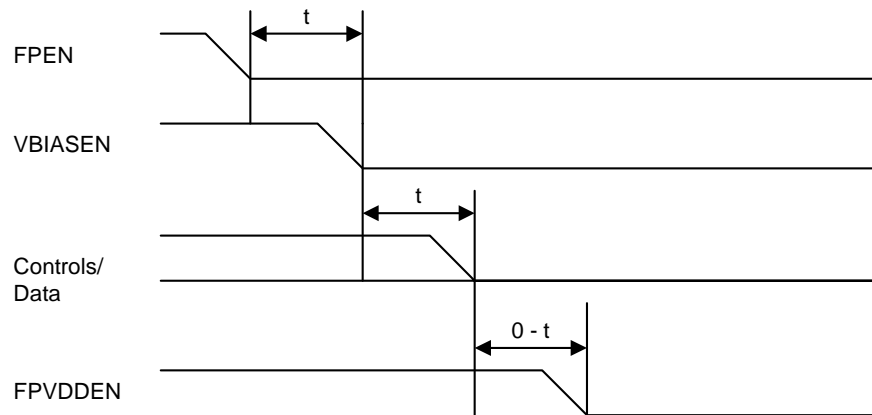 t
FPEN
VBIASEN
t
Controls/
Data
0 - t
FPVDDEN